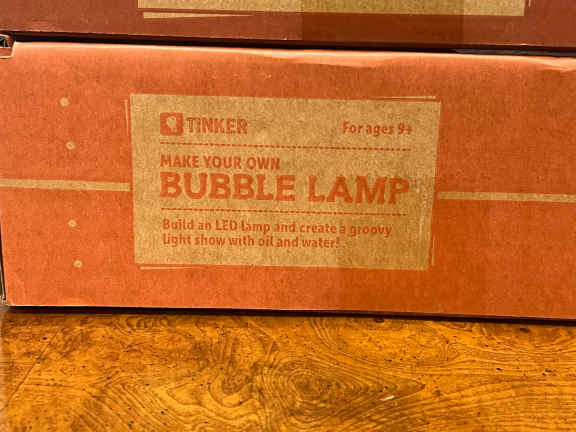 TINKER
For ages 9+
MAKE YOUR OWN
BUBBLE LAMP
Build an LED lamp and create a groovy
light show with oil and water!